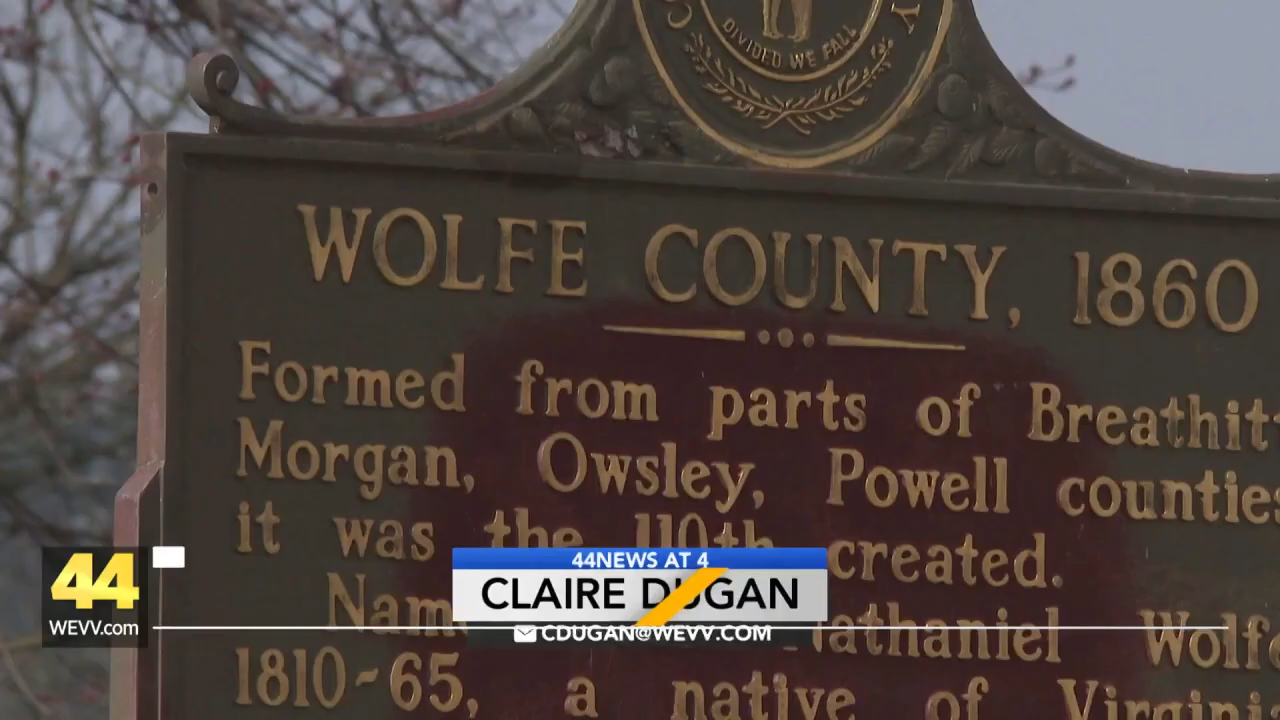 DIVIDED WE FALL
WOLFE COUNTY, 1860
Formed from parts of Breathit
Morgan, Owsley, Powell counties
it was the 110th created.
Nathaniel Wolfe
1810-65, a native of Virginia
44NEWS AT 4
CLAIRE DUGAN
CDUGAN@WEVV.COM
44
WEVV.com